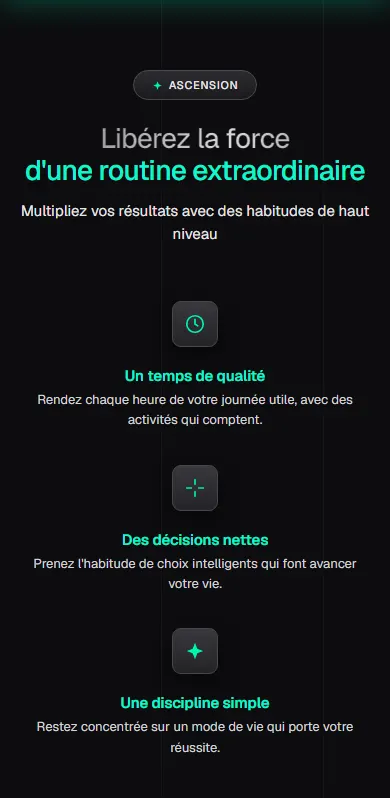 ASCENSION
Libérez la force
d'une routine extraordinaire
Multipliez vos résultats avec des habitudes de haut
niveau
Un temps de qualité
Rendez chaque heure de votre journée utile, avec des
activités qui comptent.
Des décisions nettes
Prenez l'habitude de choix intelligents qui font avancer
votre vie.
Une discipline simple
Restez concentrée sur un mode de vie qui porte votre
réussite.